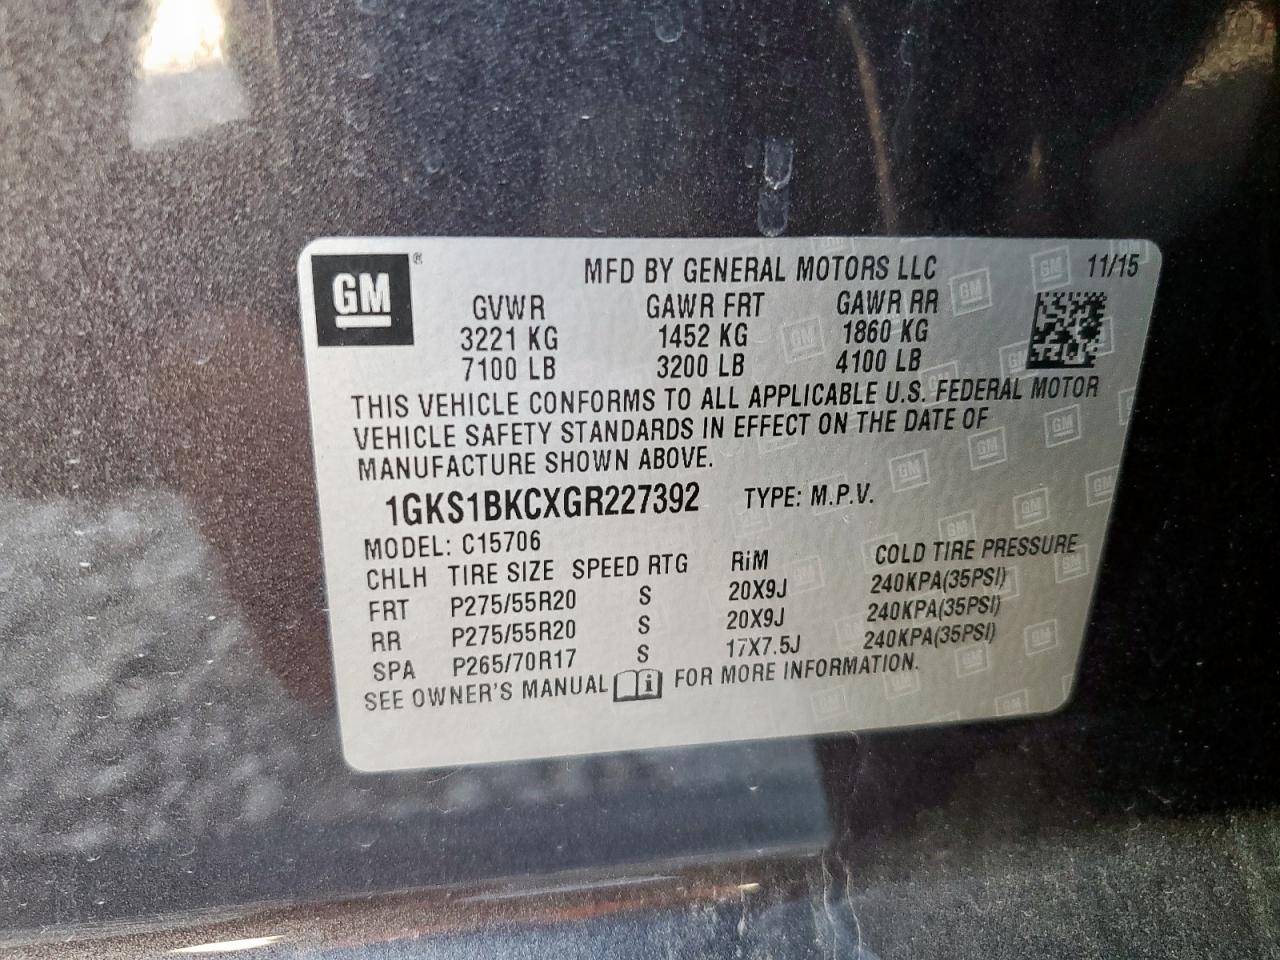 GM ®
MFD BY GENERAL MOTORS LLC 11/15
GVWR GAWR FRT GAWR RR
3221 KG 1452 KG 1860 KG
7100 LB 3200 LB 4100 LB
THIS VEHICLE CONFORMS TO ALL APPLICABLE U.S. FEDERAL MOTOR
VEHICLE SAFETY STANDARDS IN EFFECT ON THE DATE OF
MANUFACTURE SHOWN ABOVE.
1GKS1BKCXGR227392 TYPE: M.P.V.
MODEL: C15706
CHLH TIRE SIZE SPEED RTG RiM COLD TIRE PRESSURE
FRT P275/55R20 S 20X9J 240KPA(35PSI)
RR P275/55R20 S 20X9J 240KPA(35PSI)
SPA P265/70R17 S 17X7.5J 240KPA(35PSI)
SEE OWNER'S MANUAL i FOR MORE INFORMATION.